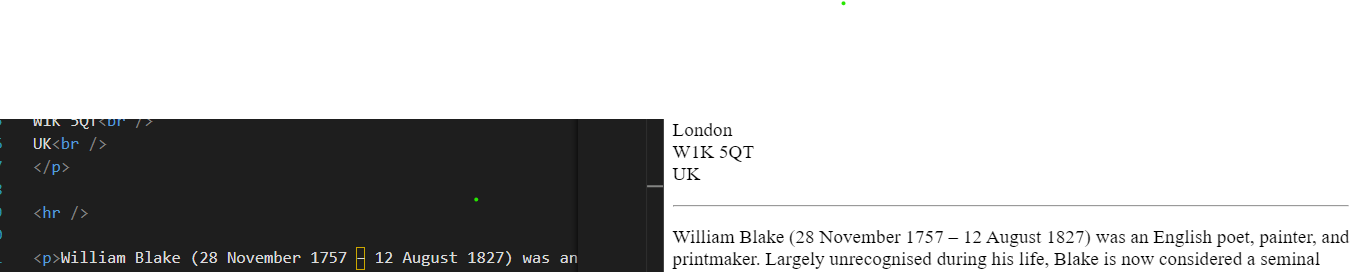 W1K 5QT<br />
UK<br />
</p>
<hr />
<p>William Blake (28 November 1757 – 12 August 1827) was an
London
W1K 5QT
UK
William Blake (28 November 1757 – 12 August 1827) was an English poet, painter, and
printmaker. Largely unrecognised during his life, Blake is now considered a seminal